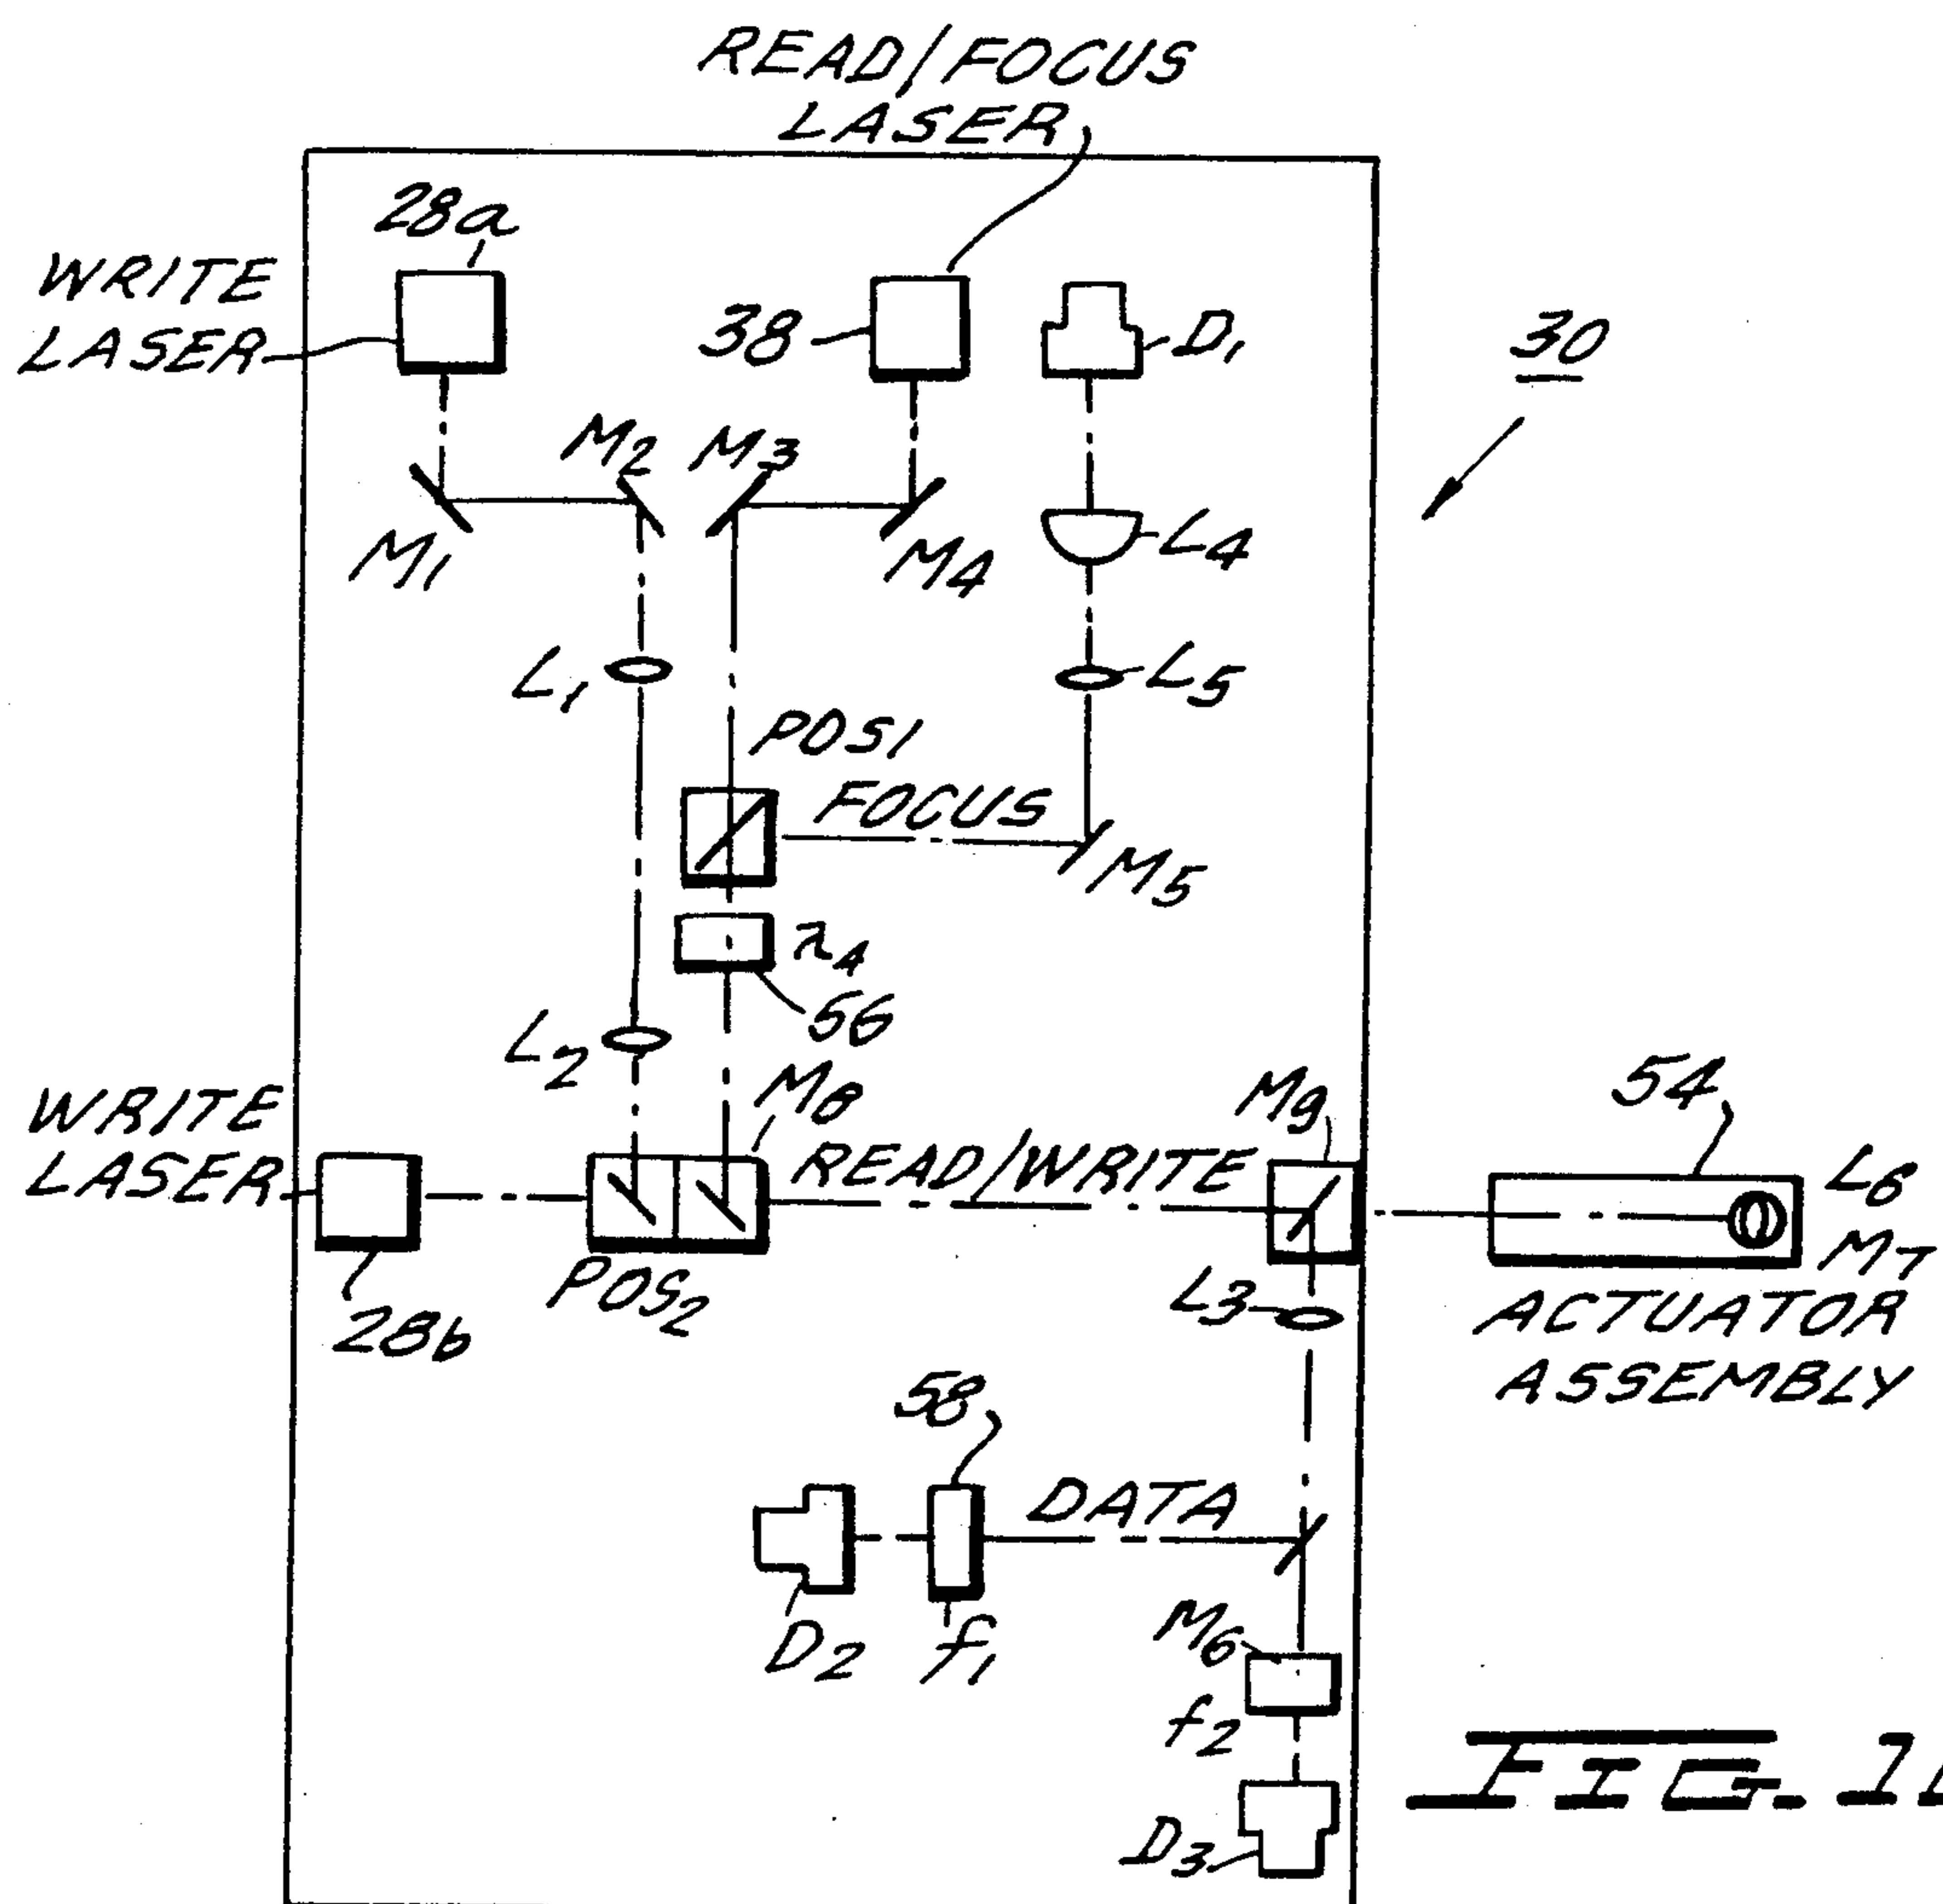 READ/FOCUS
LASER
28a
WRITE
LASER
38
D1
30
M2
M3
M1
M4
L4
L1
L5
POS1
FOCUS
M5
56
L2
M8
WRITE
LASER
READ/WRITE
M9
54
L6
M7
ACTUATOR
ASSEMBLY
28b
POS2
L3
58
DATA
D2
f1
M6
f2
D3
FIG.